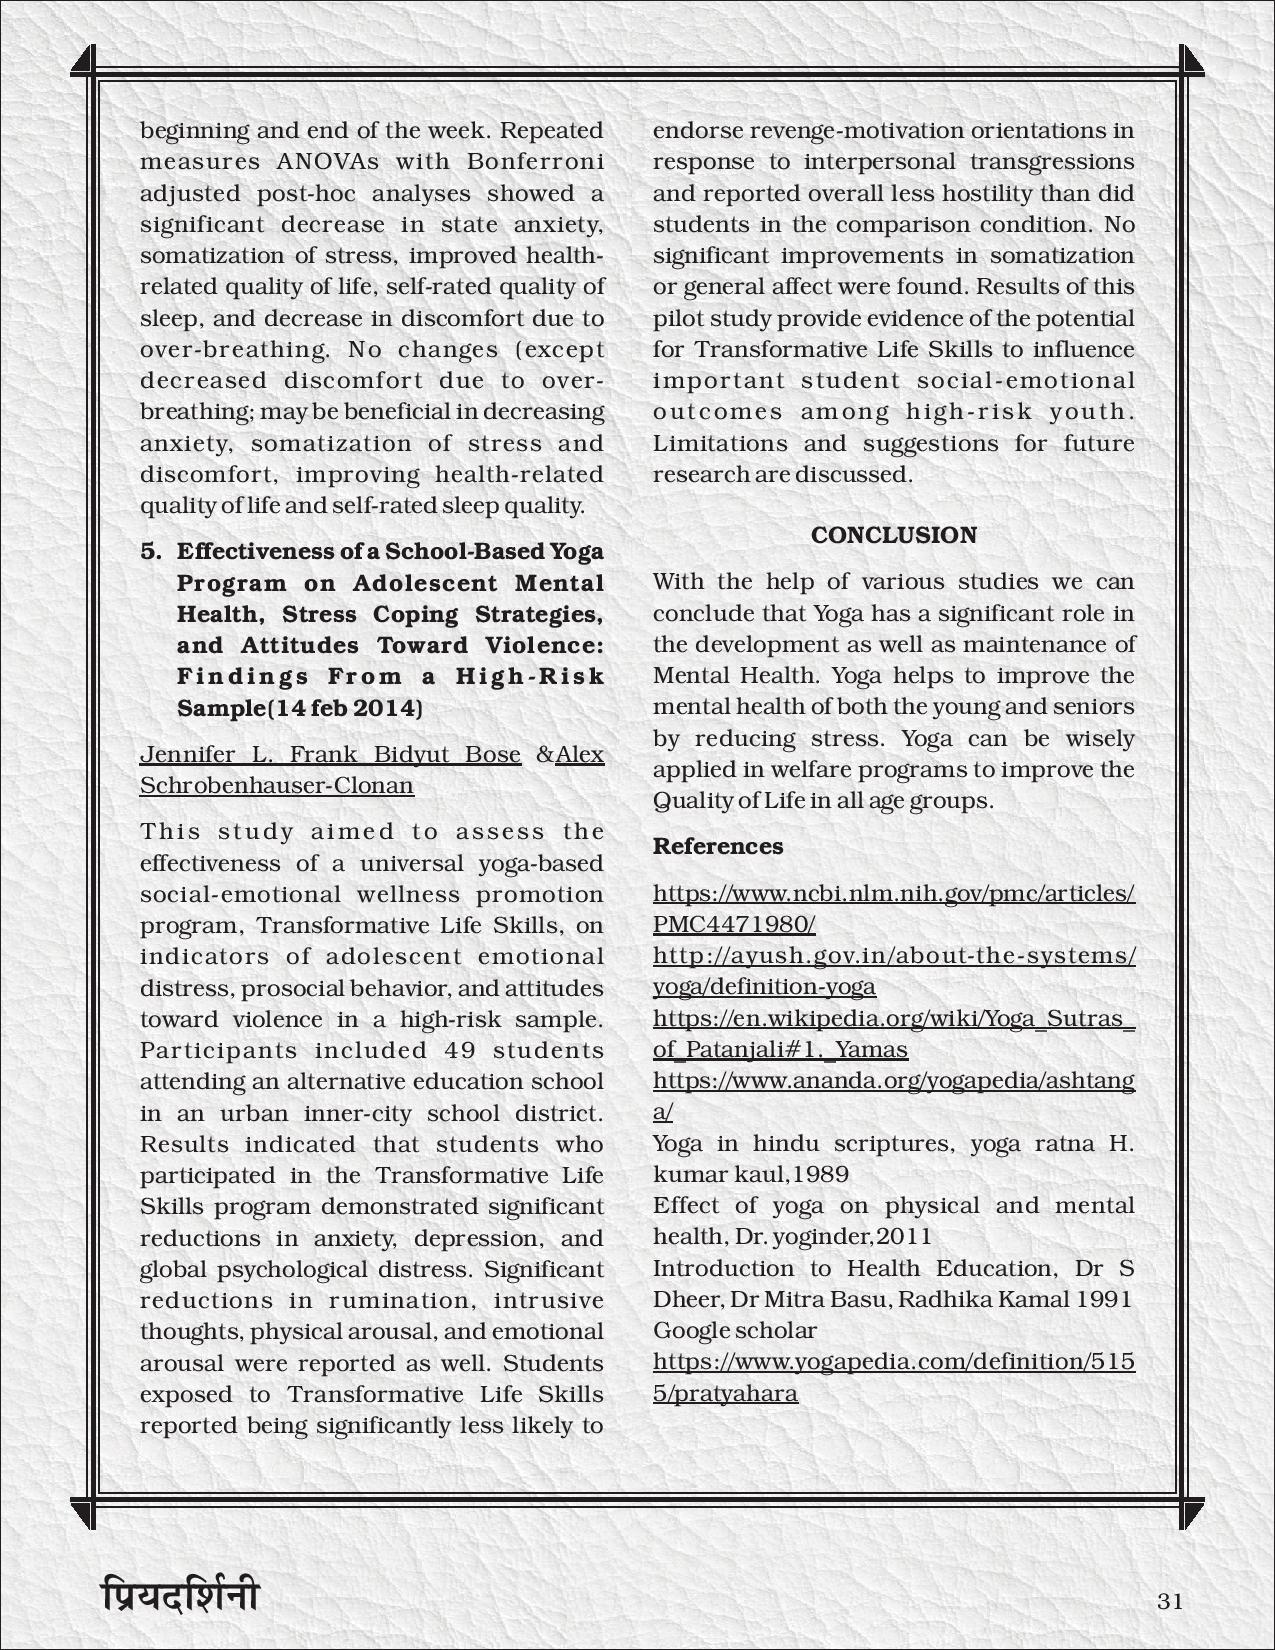 beginning and end of the week. Repeated
measures ANOVAs with Bonferroni
adjusted post-hoc analyses showed a
significant decrease in state anxiety,
somatization of stress, improved health-
related quality of life, self-rated quality of
sleep, and decrease in discomfort due to
over-breathing. No changes (except
decreased discomfort due to over-
breathing; may be beneficial in decreasing
anxiety, somatization of stress and
discomfort, improving health-related
quality of life and self-rated sleep quality.
5. Effectiveness of a School-Based Yoga
Program on Adolescent Mental
Health, Stress Coping Strategies,
and Attitudes Toward Violence:
Findings From a High-Risk
Sample(14 feb 2014)
Jennifer L. Frank Bidyut Bose &Alex
Schrobenhauser-Clonan
This study aimed to assess the
effectiveness of a universal yoga-based
social-emotional wellness promotion
program, Transformative Life Skills, on
indicators of adolescent emotional
distress, prosocial behavior, and attitudes
toward violence in a high-risk sample.
Participants included 49 students
attending an alternative education school
in an urban inner-city school district.
Results indicated that students who
participated in the Transformative Life
Skills program demonstrated significant
reductions in anxiety, depression, and
global psychological distress. Significant
reductions in rumination, intrusive
thoughts, physical arousal, and emotional
arousal were reported as well. Students
exposed to Transformative Life Skills
reported being significantly less likely to
endorse revenge-motivation orientations in
response to interpersonal transgressions
and reported overall less hostility than did
students in the comparison condition. No
significant improvements in somatization
or general affect were found. Results of this
pilot study provide evidence of the potential
for Transformative Life Skills to influence
important student social-emotional
outcomes among high-risk youth.
Limitations and suggestions for future
research are discussed.
CONCLUSION
With the help of various studies we can
conclude that Yoga has a significant role in
the development as well as maintenance of
Mental Health. Yoga helps to improve the
mental health of both the young and seniors
by reducing stress. Yoga can be wisely
applied in welfare programs to improve the
Quality of Life in all age groups.
References
https://www.ncbi.nlm.nih.gov/pmc/articles/
PMC4471980/
http://ayush.gov.in/about-the-systems/
yoga/definition-yoga
https://en.wikipedia.org/wiki/Yoga_Sutras_
of_Patanjali#1._Yamas
https://www.ananda.org/yogapedia/ashtang
a/
Yoga in hindu scriptures, yoga ratna H.
kumar kaul,1989
Effect of yoga on physical and mental
health, Dr. yoginder,2011
Introduction to Health Education, Dr S
Dheer, Dr Mitra Basu, Radhika Kamal 1991
Google scholar
https://www.yogapedia.com/definition/515
5/pratyahara
प्रियदर्शिनी
31